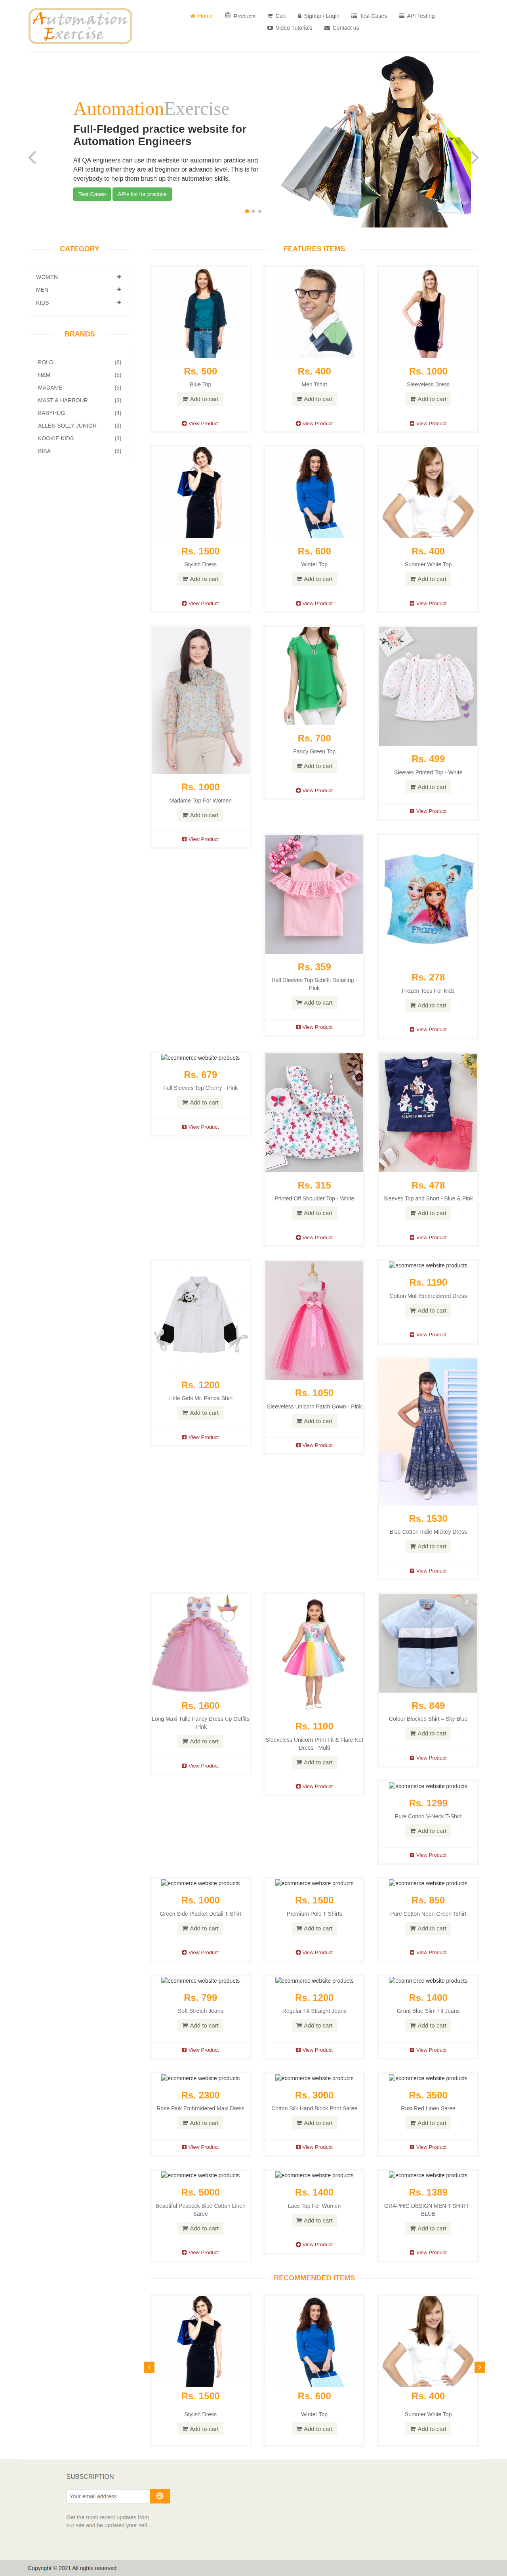 Automation
Exercise
Home
Products
Cart
Signup / Login
Test Cases
API Testing
Video Tutorials
Contact us
AutomationExercise
Full-Fledged practice website for
Automation Engineers
All QA engineers can use this website for automation practice and
API testing either they are at beginner or advance level. This is for
everybody to help them brush up their automation skills.
Test Cases
APIs list for practice
CATEGORY
WOMEN
MEN
KIDS
BRANDS
POLO (6)
H&M (5)
MADAME (5)
MAST & HARBOUR (3)
BABYHUG (4)
ALLEN SOLLY JUNIOR (3)
KOOKIE KIDS (3)
BIBA (5)
FEATURES ITEMS
Rs. 500
Blue Top
Add to cart
View Product
Rs. 400
Men Tshirt
Add to cart
View Product
Rs. 1000
Sleeveless Dress
Add to cart
View Product
Rs. 1500
Stylish Dress
Add to cart
View Product
Rs. 600
Winter Top
Add to cart
View Product
Rs. 400
Summer White Top
Add to cart
View Product
Rs. 1000
Madame Top For Women
Add to cart
View Product
Rs. 700
Fancy Green Top
Add to cart
View Product
Rs. 499
Sleeves Printed Top - White
Add to cart
View Product
Rs. 359
Half Sleeves Top Schiffli Detailing -
Pink
Add to cart
View Product
FROZEN
Rs. 278
Frozen Tops For Kids
Add to cart
View Product
ecommerce website products
Rs. 679
Full Sleeves Top Cherry - Pink
Add to cart
View Product
Rs. 315
Printed Off Shoulder Top - White
Add to cart
View Product
Rs. 478
Sleeves Top and Short - Blue & Pink
Add to cart
View Product
Rs. 1200
Little Girls Mr. Panda Shirt
Add to cart
View Product
Rs. 1050
Sleeveless Unicorn Patch Gown - Pink
Add to cart
View Product
ecommerce website products
Rs. 1190
Cotton Mull Embroidered Dress
Add to cart
View Product
Rs. 1530
Blue Cotton Indie Mickey Dress
Add to cart
View Product
Rs. 1600
Long Maxi Tulle Fancy Dress Up Outfits
-Pink
Add to cart
View Product
Rs. 1100
Sleeveless Unicorn Print Fit & Flare Net
Dress - Multi
Add to cart
View Product
Rs. 849
Colour Blocked Shirt – Sky Blue
Add to cart
View Product
ecommerce website products
Rs. 1299
Pure Cotton V-Neck T-Shirt
Add to cart
View Product
ecommerce website products
Rs. 1000
Green Side Placket Detail T-Shirt
Add to cart
View Product
ecommerce website products
Rs. 1500
Premium Polo T-Shirts
Add to cart
View Product
ecommerce website products
Rs. 850
Pure Cotton Neon Green Tshirt
Add to cart
View Product
ecommerce website products
Rs. 799
Soft Stretch Jeans
Add to cart
View Product
ecommerce website products
Rs. 1200
Regular Fit Straight Jeans
Add to cart
View Product
ecommerce website products
Rs. 1400
Grunt Blue Slim Fit Jeans
Add to cart
View Product
ecommerce website products
Rs. 2300
Rose Pink Embroidered Maxi Dress
Add to cart
View Product
ecommerce website products
Rs. 3000
Cotton Silk Hand Block Print Saree
Add to cart
View Product
ecommerce website products
Rs. 3500
Rust Red Linen Saree
Add to cart
View Product
ecommerce website products
Rs. 5000
Beautiful Peacock Blue Cotton Linen
Saree
Add to cart
View Product
ecommerce website products
Rs. 1400
Lace Top For Women
Add to cart
View Product
ecommerce website products
Rs. 1389
GRAPHIC DESIGN MEN T SHIRT -
BLUE
Add to cart
View Product
RECOMMENDED ITEMS
Rs. 1500
Stylish Dress
Add to cart
Rs. 600
Winter Top
Add to cart
Rs. 400
Summer White Top
Add to cart
SUBSCRIPTION
Your email address
Get the most recent updates from
our site and be updated your self...
Copyright © 2021 All rights reserved